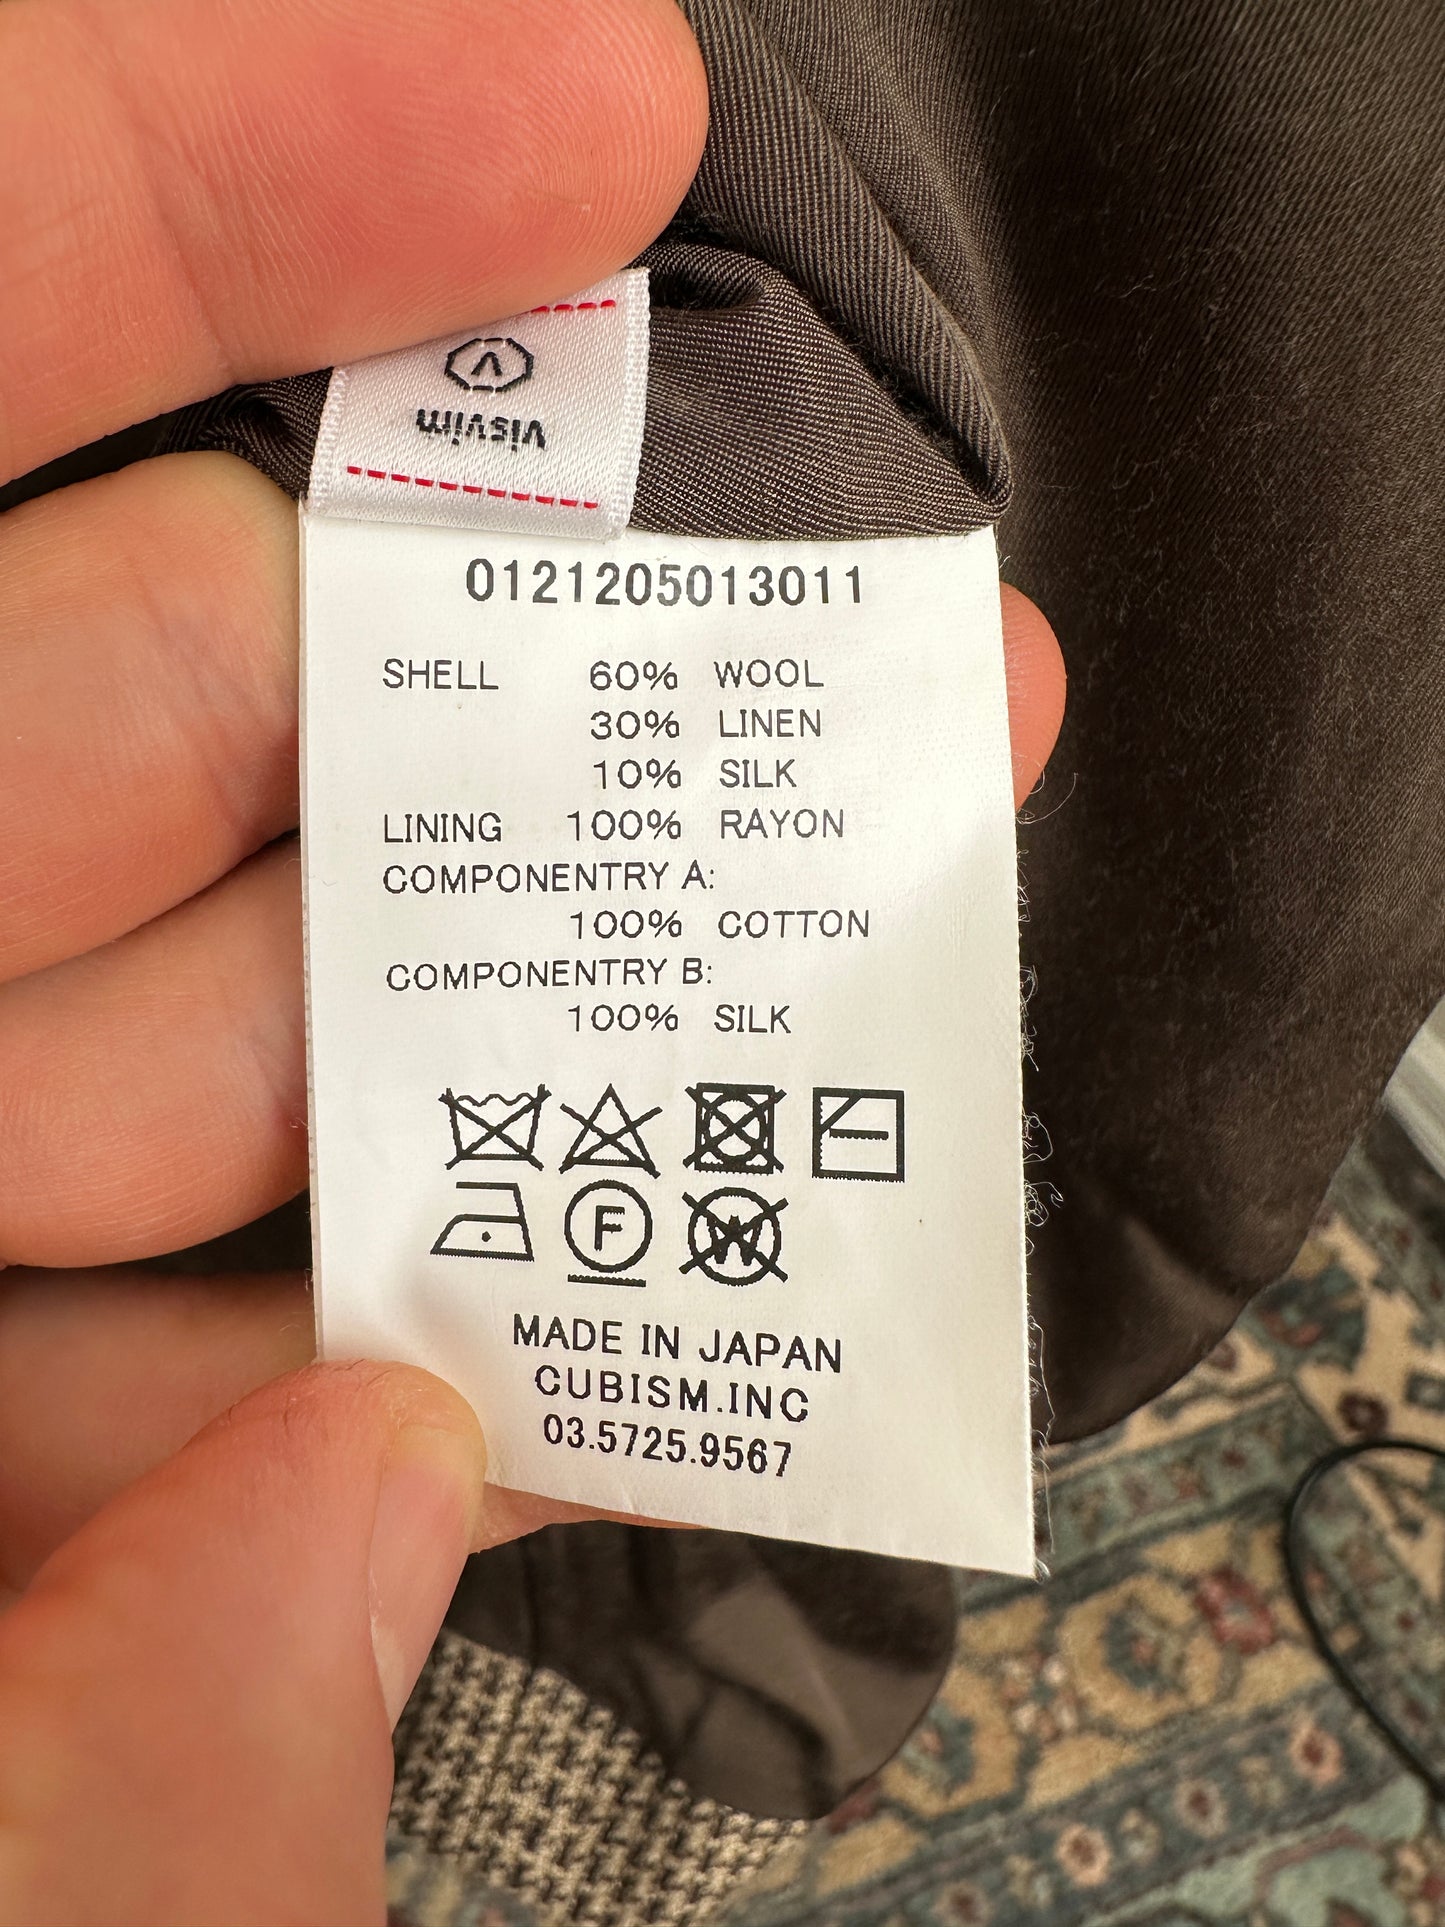 V
visvim
0121205013011
SHELL 60% WOOL
30% LINEN
10% SILK
LINING 100% RAYON
COMPONENTRY A:
100% COTTON
COMPONENTRY B:
100% SILK
F W
MADE IN JAPAN
CUBISM.INC
03.5725.9567